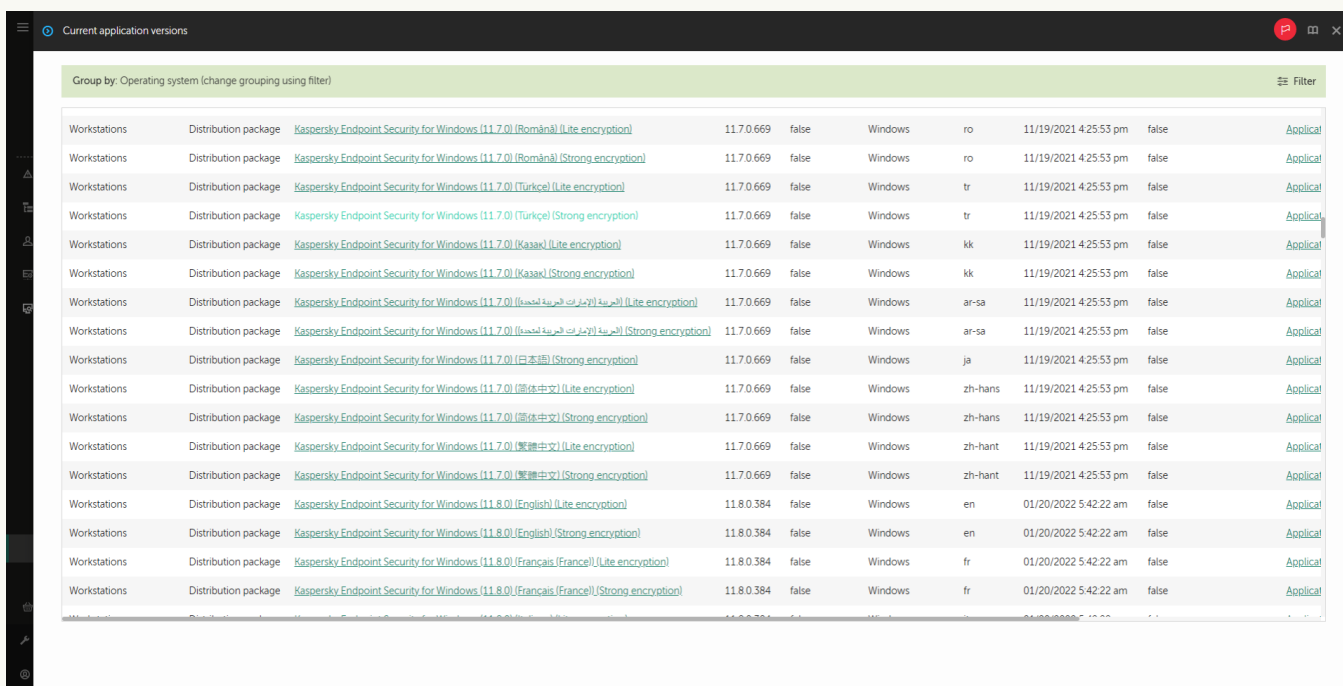 Current application versions
Group by: Operating system (change grouping using filter)
Filter
Workstations Distribution package Kaspersky Endpoint Security for Windows (11.7.0) (Română) (Lite encryption) 11.7.0.669 false Windows ro 11/19/2021 4:25:53 pm false Applicat
Workstations Distribution package Kaspersky Endpoint Security for Windows (11.7.0) (Română) (Strong encryption) 11.7.0.669 false Windows ro 11/19/2021 4:25:53 pm false Applicat
Workstations Distribution package Kaspersky Endpoint Security for Windows (11.7.0) (Türkçe) (Lite encryption) 11.7.0.669 false Windows tr 11/19/2021 4:25:53 pm false Applicat
Workstations Distribution package Kaspersky Endpoint Security for Windows (11.7.0) (Türkçe) (Strong encryption) 11.7.0.669 false Windows tr 11/19/2021 4:25:53 pm false Applicat
Workstations Distribution package Kaspersky Endpoint Security for Windows (11.7.0) (Қазақ) (Lite encryption) 11.7.0.669 false Windows kk 11/19/2021 4:25:53 pm false Applicat
Workstations Distribution package Kaspersky Endpoint Security for Windows (11.7.0) (Қазақ) (Strong encryption) 11.7.0.669 false Windows kk 11/19/2021 4:25:53 pm false Applicat
Workstations Distribution package Kaspersky Endpoint Security for Windows (11.7.0) (العربية (الإمارات العربية) (Lite encryption) 11.7.0.669 false Windows ar-sa 11/19/2021 4:25:53 pm false Applicat
Workstations Distribution package Kaspersky Endpoint Security for Windows (11.7.0) (العربية (الإمارات العربية) (Strong encryption) 11.7.0.669 false Windows ar-sa 11/19/2021 4:25:53 pm false Applicat
Workstations Distribution package Kaspersky Endpoint Security for Windows (11.7.0) (日本語) (Strong encryption) 11.7.0.669 false Windows ja 11/19/2021 4:25:53 pm false Applicat
Workstations Distribution package Kaspersky Endpoint Security for Windows (11.7.0) (简体中文) (Lite encryption) 11.7.0.669 false Windows zh-hans 11/19/2021 4:25:53 pm false Applicat
Workstations Distribution package Kaspersky Endpoint Security for Windows (11.7.0) (简体中文) (Strong encryption) 11.7.0.669 false Windows zh-hans 11/19/2021 4:25:53 pm false Applicat
Workstations Distribution package Kaspersky Endpoint Security for Windows (11.7.0) (繁體中文) (Lite encryption) 11.7.0.669 false Windows zh-hant 11/19/2021 4:25:53 pm false Applicat
Workstations Distribution package Kaspersky Endpoint Security for Windows (11.7.0) (繁體中文) (Strong encryption) 11.7.0.669 false Windows zh-hant 11/19/2021 4:25:53 pm false Applicat
Workstations Distribution package Kaspersky Endpoint Security for Windows (11.8.0) (English) (Lite encryption) 11.8.0.384 false Windows en 01/20/2022 5:42:22 am false Applicat
Workstations Distribution package Kaspersky Endpoint Security for Windows (11.8.0) (English) (Strong encryption) 11.8.0.384 false Windows en 01/20/2022 5:42:22 am false Applicat
Workstations Distribution package Kaspersky Endpoint Security for Windows (11.8.0) (Francais (France)) (Lite encryption) 11.8.0.384 false Windows fr 01/20/2022 5:42:22 am false Applicat
Workstations Distribution package Kaspersky Endpoint Security for Windows (11.8.0) (Francais (France)) (Strong encryption) 11.8.0.384 false Windows fr 01/20/2022 5:42:22 am false Applicat